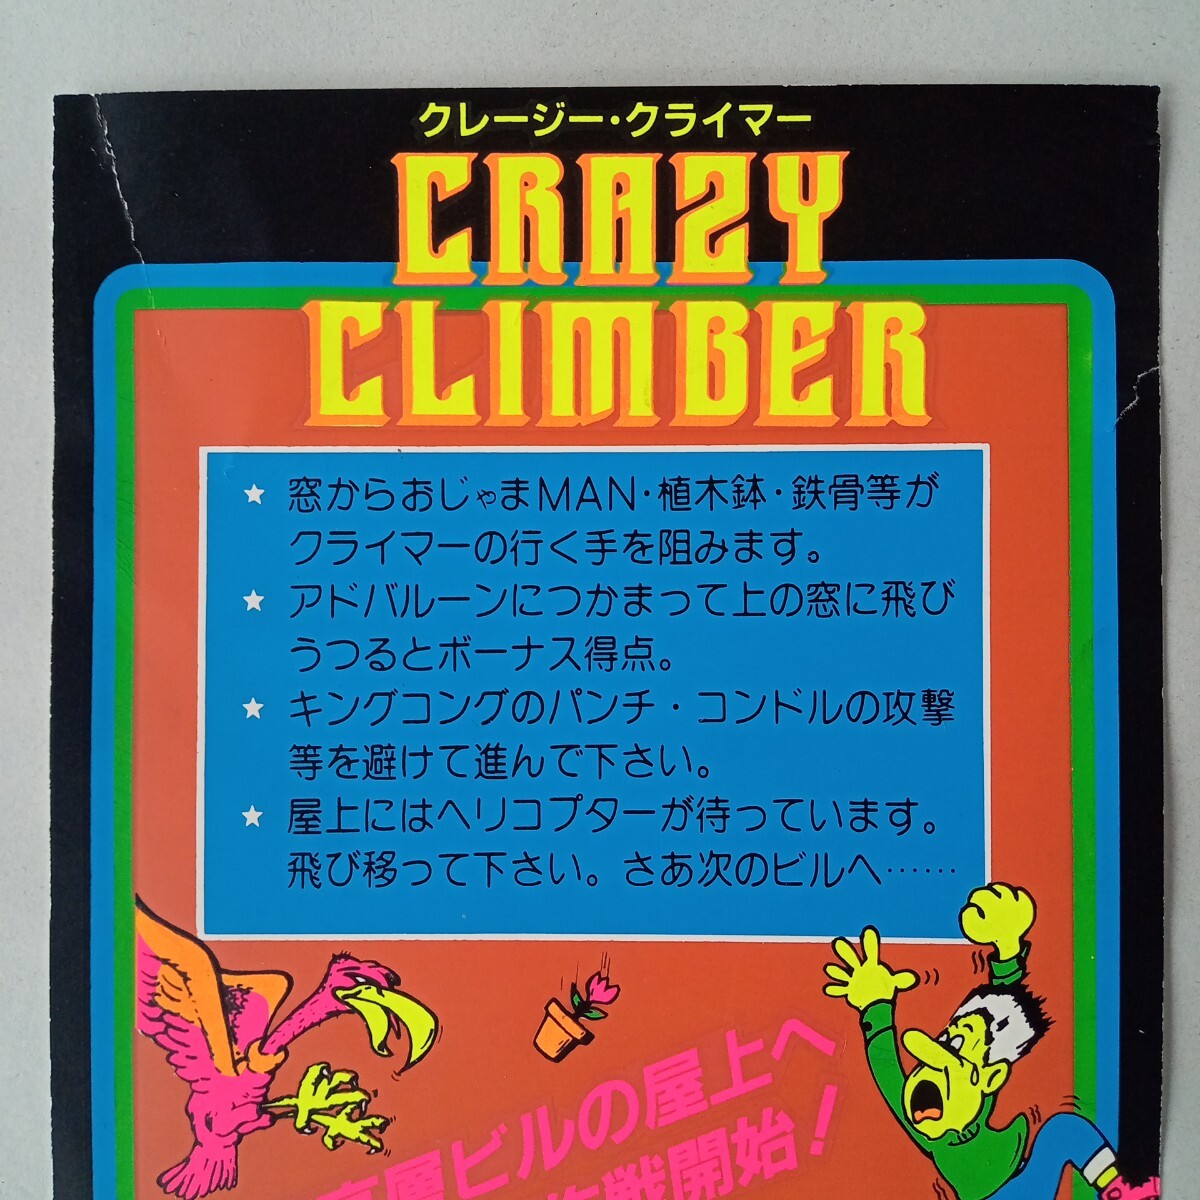 クレージー・クライマー
CRAZY
CLIMBER
★ 窓からおじゃまMAN・植木鉢・鉄骨等が
クライマーの行く手を阻みます。
★ アドバルーンにつかまって上の窓に飛び
うつるとボーナス得点。
★ キングコングのパンチ・コンドルの攻撃
等を避けて進んで下さい。
★ 屋上にはヘリコプターが待っています。
飛び移って下さい。さあ次のビルへ……
高層ビルの屋上へ
作戦開始！